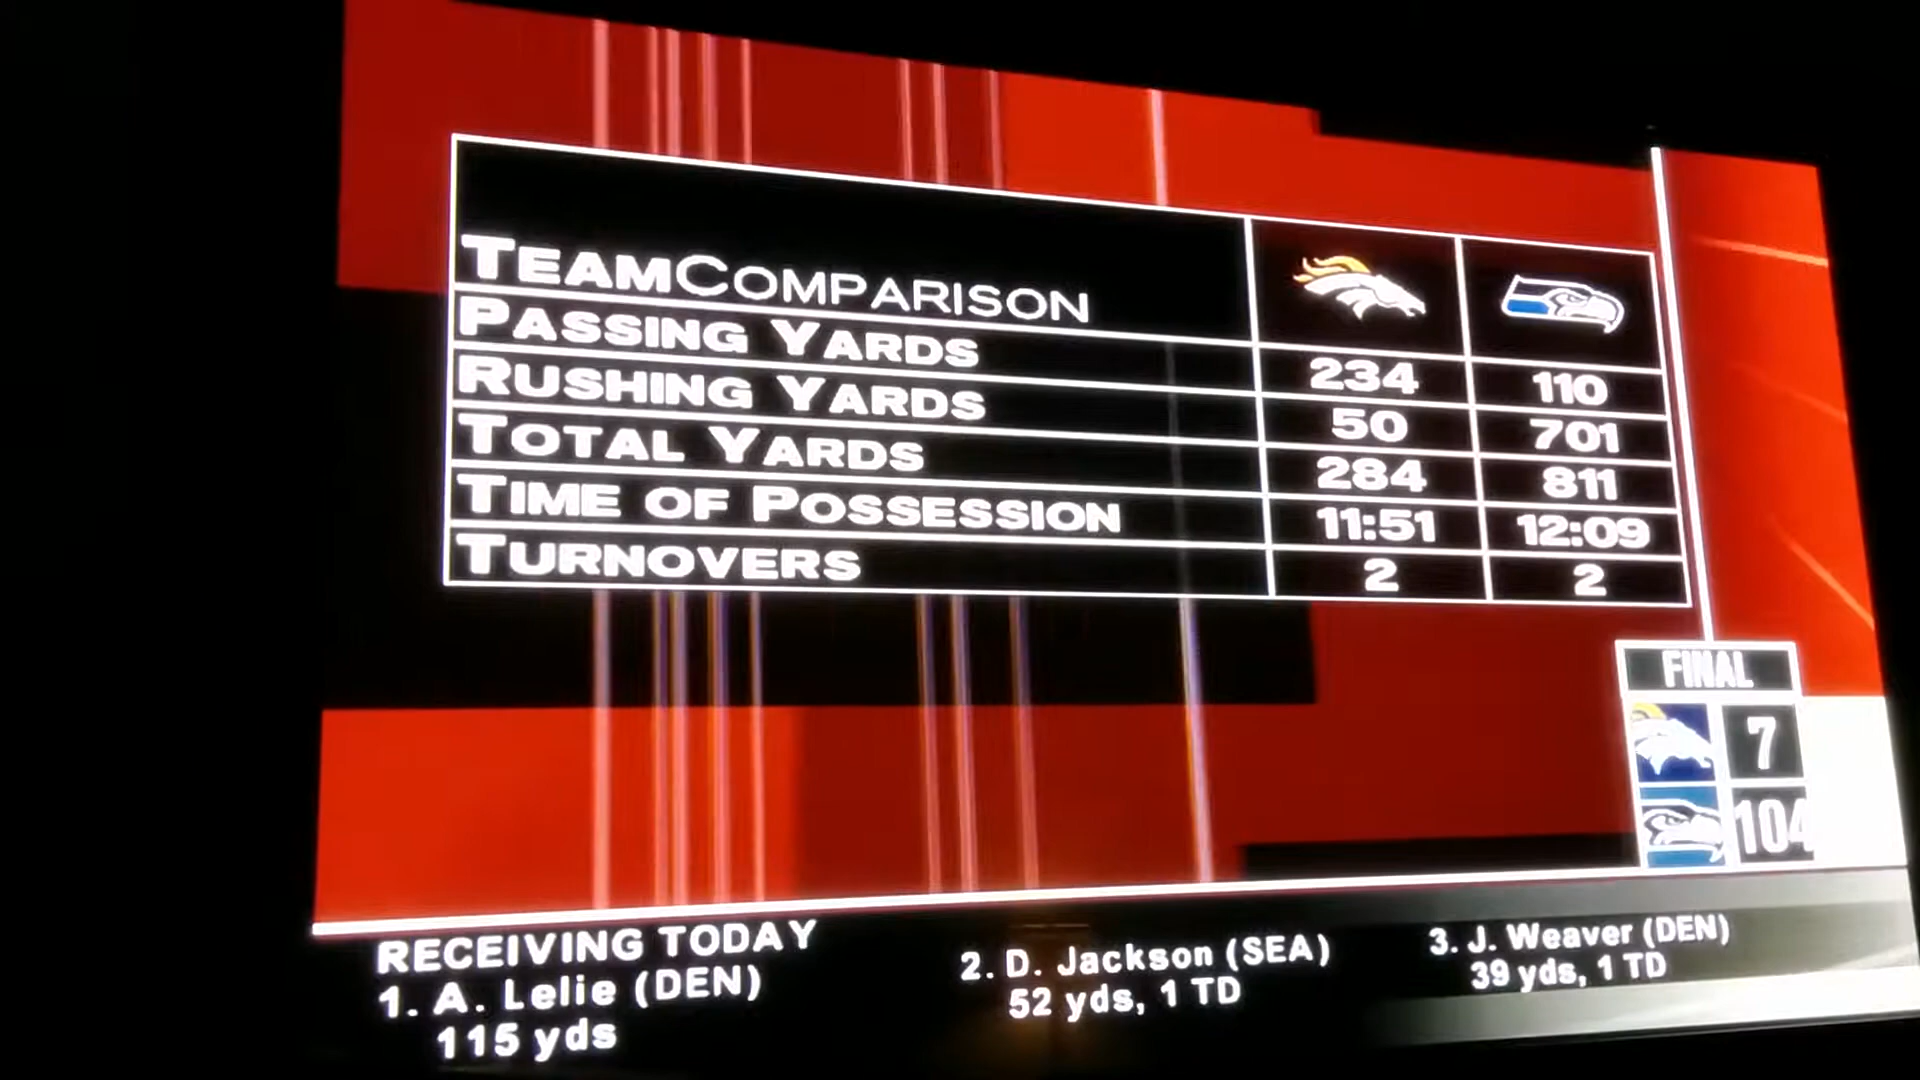 TEAMCOMPARISON
PASSING YARDS 234 110
RUSHING YARDS 50 701
TOTAL YARDS 284 811
TIME OF POSSESSION 11:51 12:09
TURNOVERS 2 2
FINAL
7
104
RECEIVING TODAY
1. A. Lelie (DEN)
115 yds
2. D. Jackson (SEA)
52 yds, 1 TD
3. J. Weaver (DEN)
39 yds, 1 TD